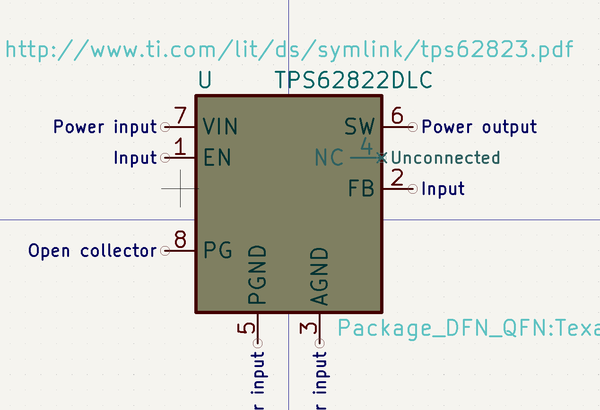 http://www.ti.com/lit/ds/symlink/tps62823.pdf
U TPS62822DLC
Power input 7 VIN SW 6 Power output
Input 1 EN NC 4 Unconnected
FB 2 Input
Open collector 8 PG
PGND AGND
5 3 Package_DFN_QFN:Texa
input input